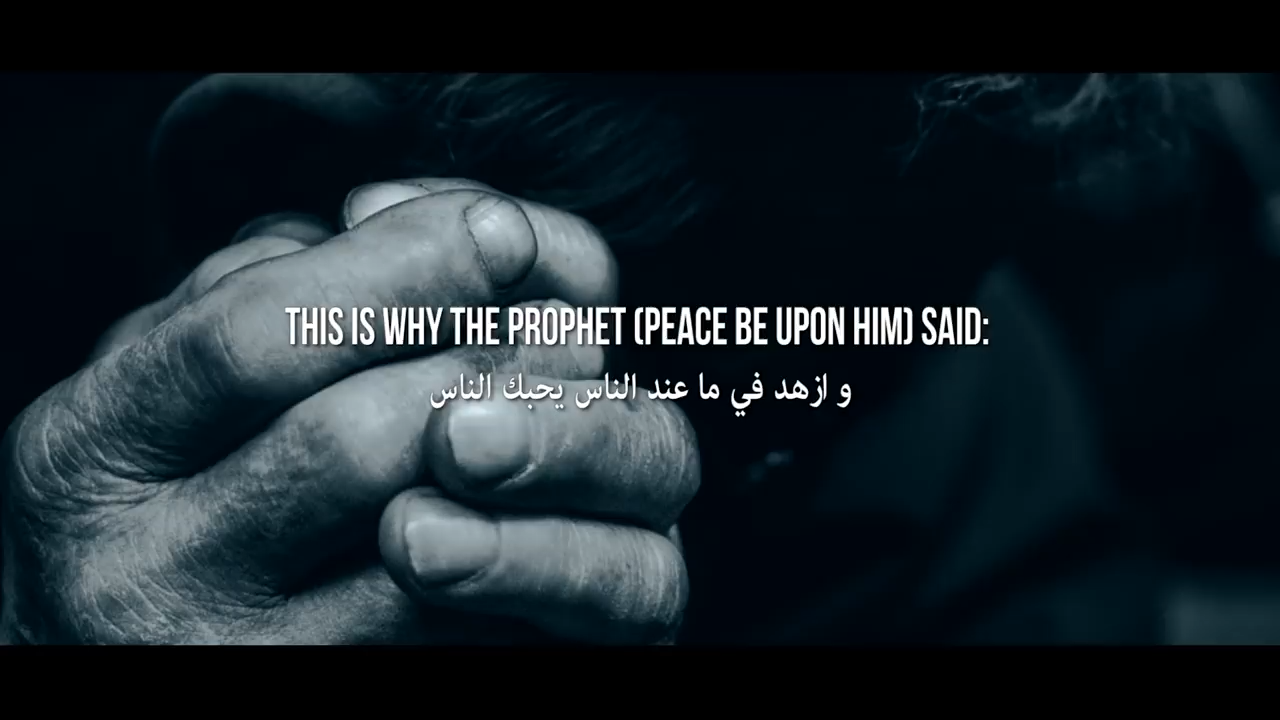 THIS IS WHY THE PROPHET (PEACE BE UPON HIM) SAID:
و ازهد في ما عند الناس يحبك الناس